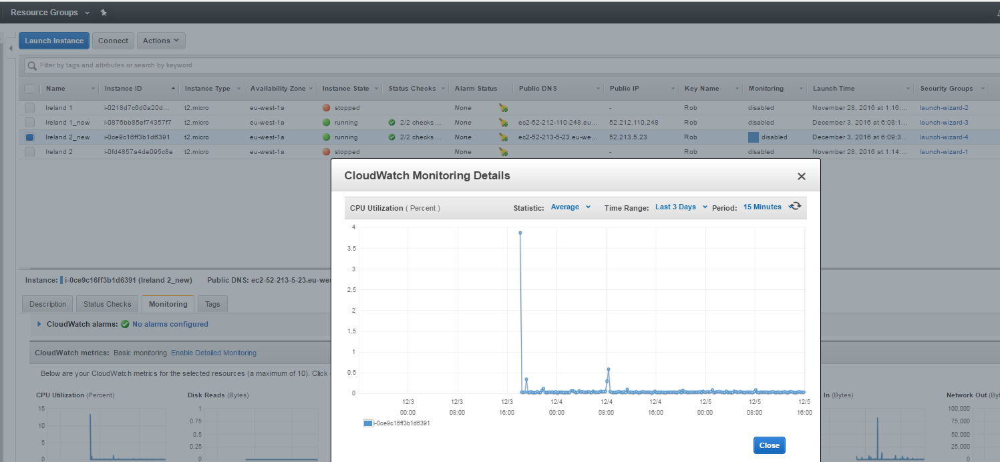 Resource Groups
Launch Instance Connect Actions
Filter by tags and attributes or search by keyword
Name Instance ID Instance Type Availability Zone Instance State Status Checks Alarm Status Public DNS Public IP Key Name Monitoring Launch Time Security Groups
Ireland 1 i-0218d7c6d0a20d... t2.micro eu-west-1a stopped None - Rob disabled November 28, 2016 at 1:16:... launch-wizard-2
Ireland 1_new i-0876bb85ef74357f7 t2.micro eu-west-1a running 2/2 checks ... None ec2-52-212-110-248.eu... 52.212.110.248 Rob disabled December 3, 2016 at 6:08:1... launch-wizard-3
Ireland 2_new i-0ce9c16ff3b1d6391 t2.micro eu-west-1a running 2/2 checks ... None ec2-52-213-5-23.eu-we... 52.213.5.23 Rob disabled December 3, 2016 at 6:09:3... launch-wizard-4
Ireland 2 i-0fd4857a4de095c8e t2.micro eu-west-1a stopped None - Rob disabled November 28, 2016 at 1:14:... launch-wizard-1
CloudWatch Monitoring Details
CPU Utilization ( Percent ) Statistic: Average Time Range: Last 3 Days Period: 15 Minutes
4
3.5
3
2.5
2
1.5
1
0.5
0
12/3 12/3 12/3 12/4 12/4 12/4 12/5 12/5 12/5
00:00 08:00 16:00 00:00 08:00 16:00 00:00 08:00 16:00
i-0ce9c16ff3b1d6391
Close
Instance: i-0ce9c16ff3b1d6391 (Ireland 2_new) Public DNS: ec2-52-213-5-23.eu-wes
Description Status Checks Monitoring Tags
CloudWatch alarms: No alarms configured
CloudWatch metrics: Basic monitoring. Enable Detailed Monitoring
Below are your CloudWatch metrics for the selected resources (a maximum of 10). Click
CPU Utilization (Percent) Disk Reads (Bytes) In (Bytes) Network Out (Byt
15 1 100,000
0.75 75,000
10
0.5 50,000
5
0.25 25,000
0 0 0